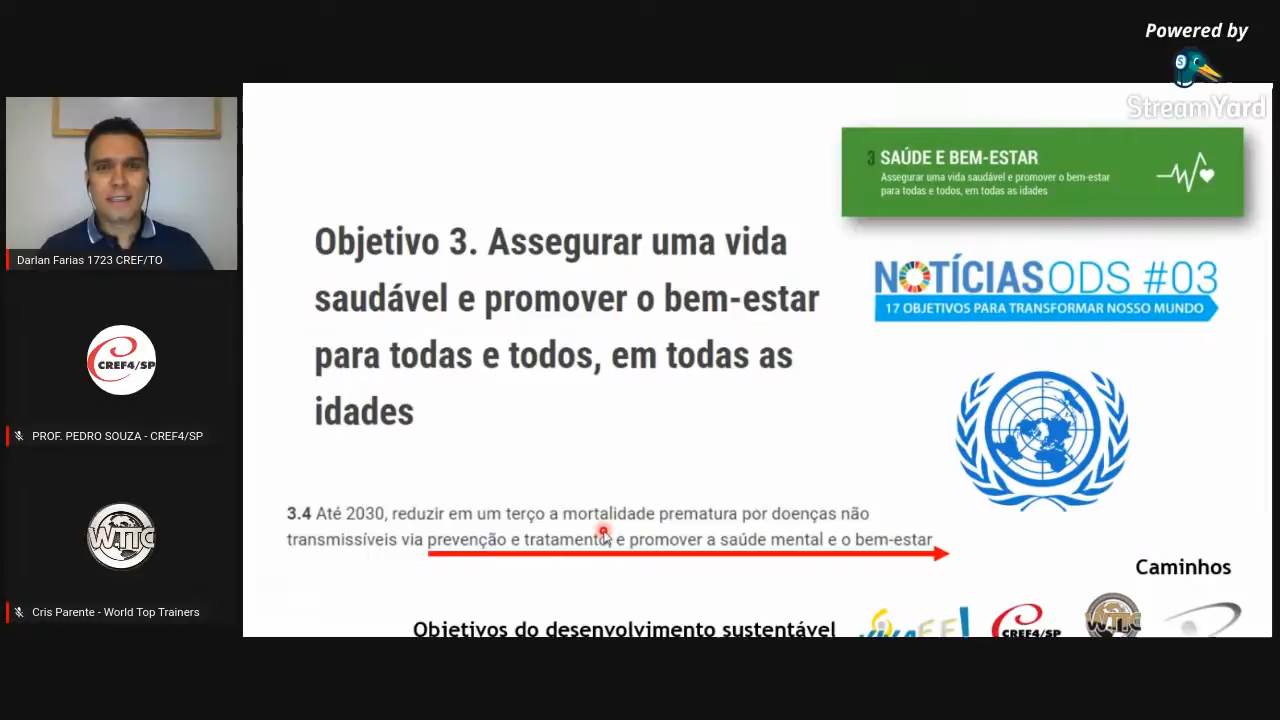 Powered by
StreamYard
Darlan Farias 1723 CREF/TO
CREF4/SP
PROF. PEDRO SOUZA - CREF4/SP
WTTC
Cris Parente - World Top Trainers
3 SAÚDE E BEM-ESTAR
Assegurar uma vida saudável e promover o bem-estar
para todas e todos, em todas as idades
Objetivo 3. Assegurar uma vida
saudável e promover o bem-estar
para todas e todos, em todas as
idades
NOTÍCIAS ODS #03
17 OBJETIVOS PARA TRANSFORMAR NOSSO MUNDO
3.4 Até 2030, reduzir em um terço a mortalidade prematura por doenças não
transmissíveis via prevenção e tratamento, e promover a saúde mental e o bem-estar
Caminhos
Objetivos do desenvolvimento sustentável
CREF4/SP
WTTC